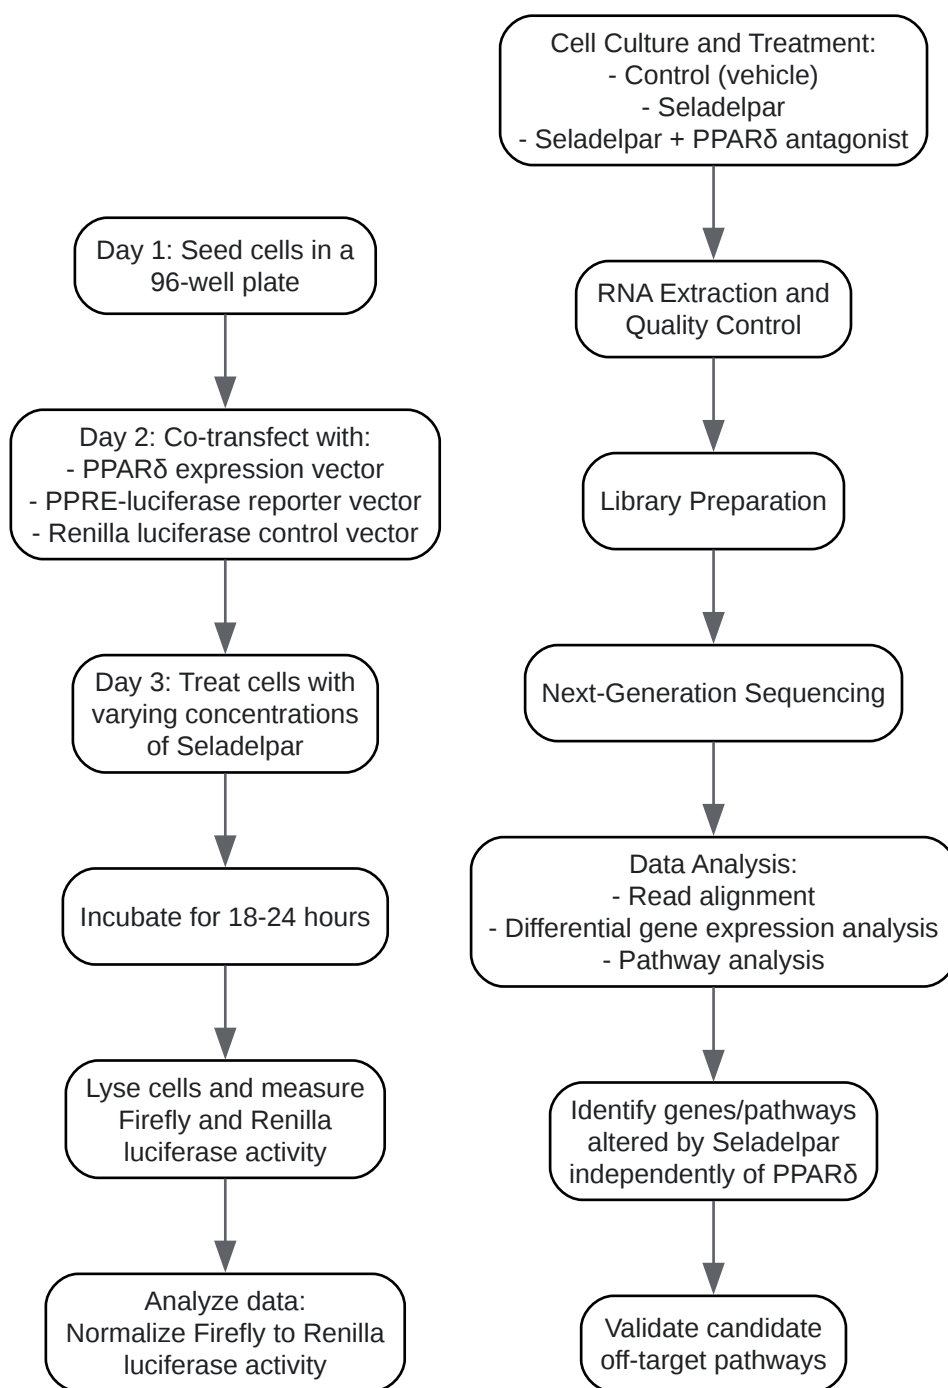 Day 1: Seed cells in a
96-well plate
Day 2: Co-transfect with:
- PPARδ expression vector
- PPRE-luciferase reporter vector
- Renilla luciferase control vector
Day 3: Treat cells with
varying concentrations
of Seladelpar
Incubate for 18-24 hours
Lyse cells and measure
Firefly and Renilla
luciferase activity
Analyze data:
Normalize Firefly to Renilla
luciferase activity
Cell Culture and Treatment:
- Control (vehicle)
- Seladelpar
- Seladelpar + PPARδ antagonist
RNA Extraction and
Quality Control
Library Preparation
Next-Generation Sequencing
Data Analysis:
- Read alignment
- Differential gene expression analysis
- Pathway analysis
Identify genes/pathways
altered by Seladelpar
independently of PPARδ
Validate candidate
off-target pathways